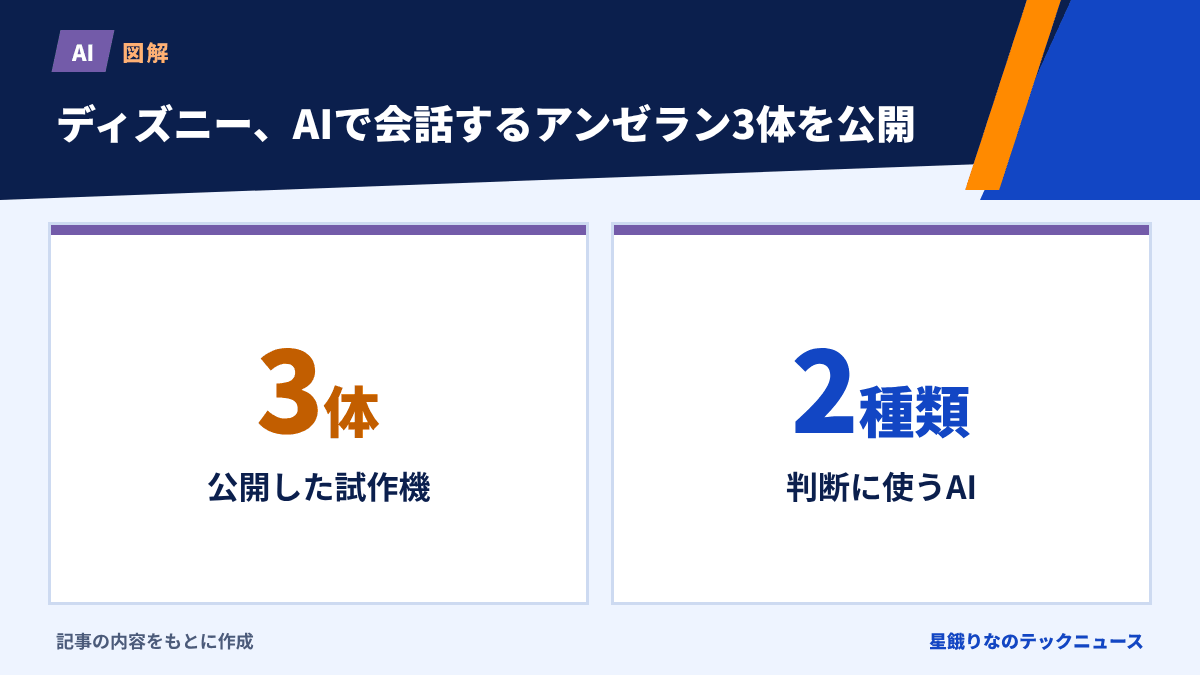 AI 図解
ディズニー、AIで会話するアンゼラン3体を公開
3体
公開した試作機
2種類
判断に使うAI
記事の内容をもとに作成
星餓りなのテックニュース